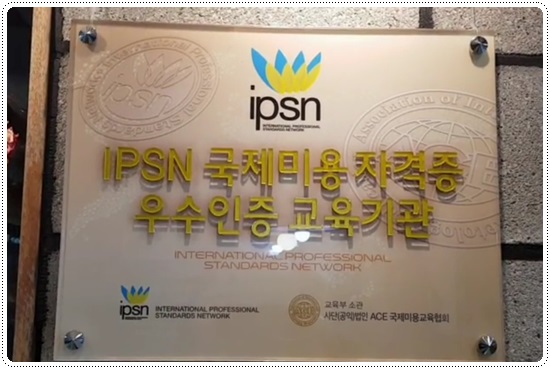 ipsn
INTERNATIONAL PROFESSIONAL
STANDARDS NETWORK
IPSN 국제미용 자격증
우수인증 교육기관
INTERNATIONAL PROFESSIONAL
STANDARDS NETWORK
ipsn
INTERNATIONAL PROFESSIONAL
STANDARDS NETWORK
교육부 소관
사단(공익)법인 ACE 국제미용교육협회
ipsn